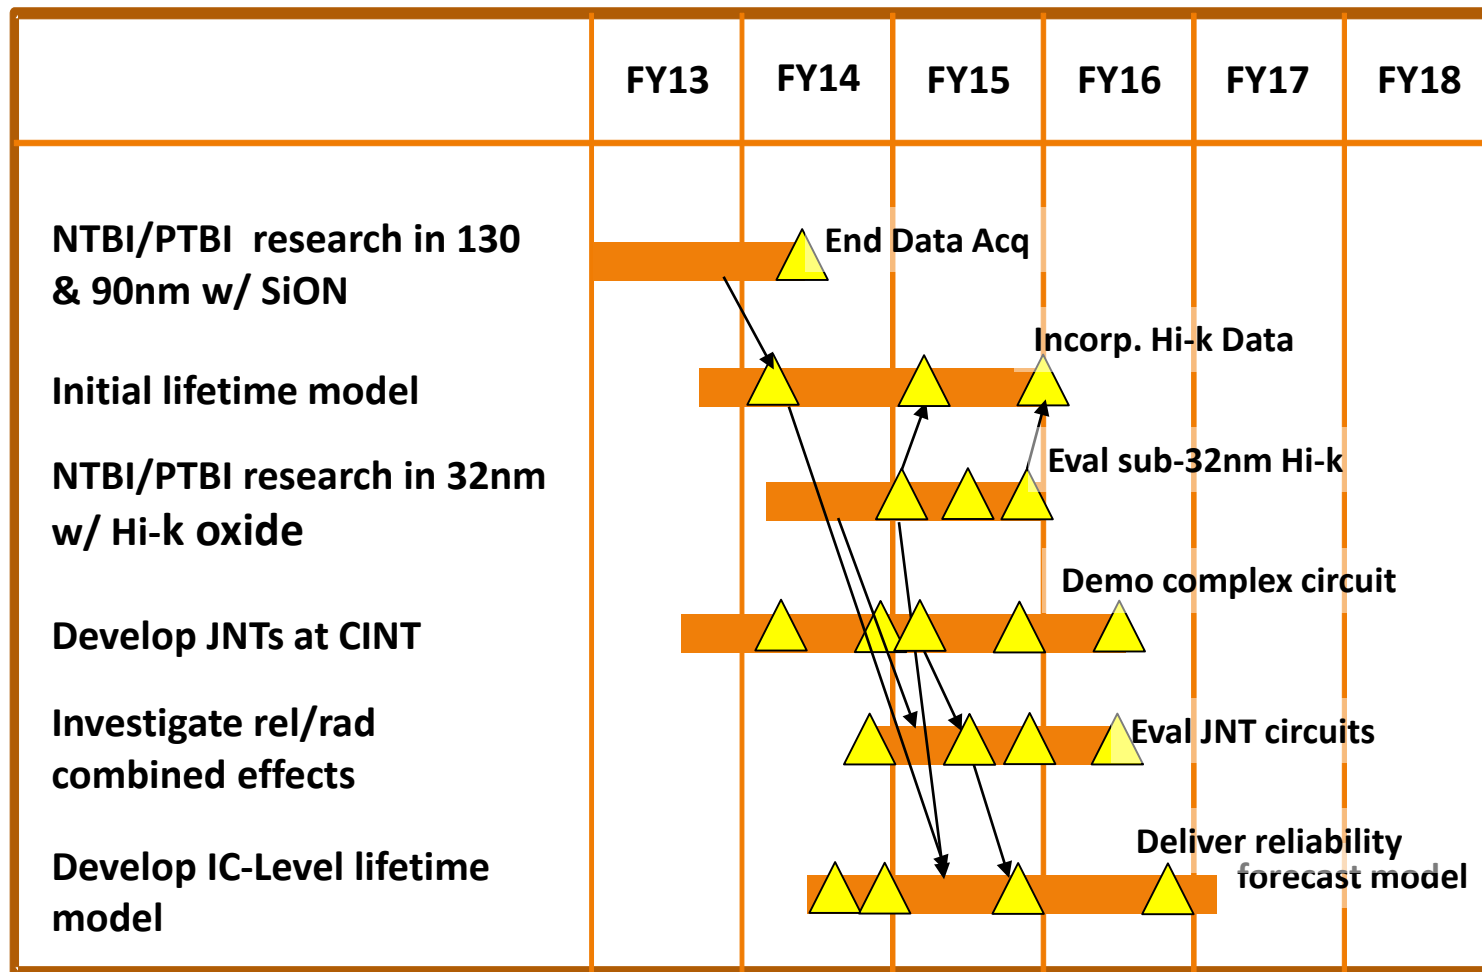 FY13 FY14 FY15 FY16 FY17 FY18
NTBI/PTBI research in 130
& 90nm w/ SiON
End Data Acq
Incorp. Hi-k Data
Initial lifetime model
Eval sub-32nm Hi-k
NTBI/PTBI research in 32nm
w/ Hi-k oxide
Demo complex circuit
Develop JNTs at CINT
Investigate rel/rad
combined effects
Eval JNT circuits
Deliver reliability
forecast model
Develop IC-Level lifetime
model